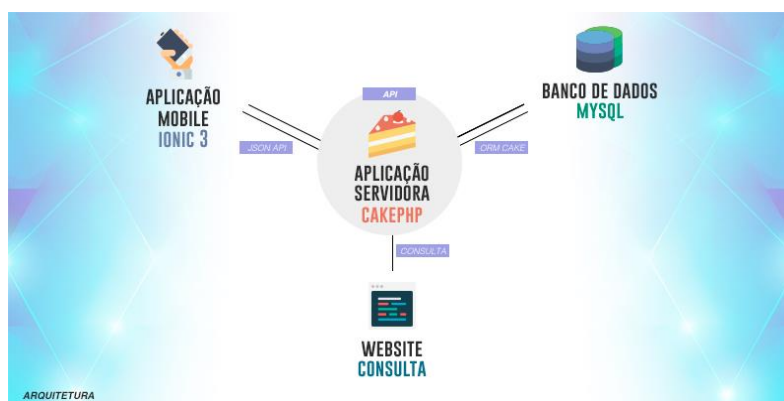 APLICAÇÃO
MOBILE
IONIC 3
JSON API
API
APLICAÇÃO
SERVIDORA
CAKEPHP
ORM CAKE
BANCO DE DADOS
MYSQL
CONSULTA
WEBSITE
CONSULTA
ARQUITETURA